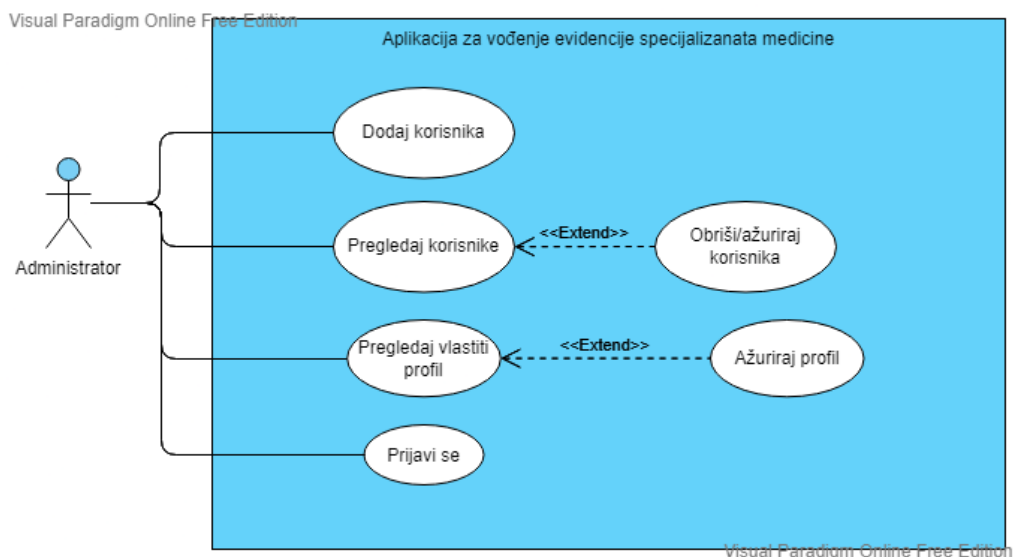 Visual Paradigm Online Free Edition
Aplikacija za vođenje evidencije specijalizanata medicine
Dodaj korisnika
Administrator
Pregledaj korisnike
<<Extend>>
Obriši/ažuriraj
korisnika
Pregledaj vlastiti
profil
<<Extend>>
Ažuriraj profil
Prijavi se
Visual Paradigm Online Free Edition